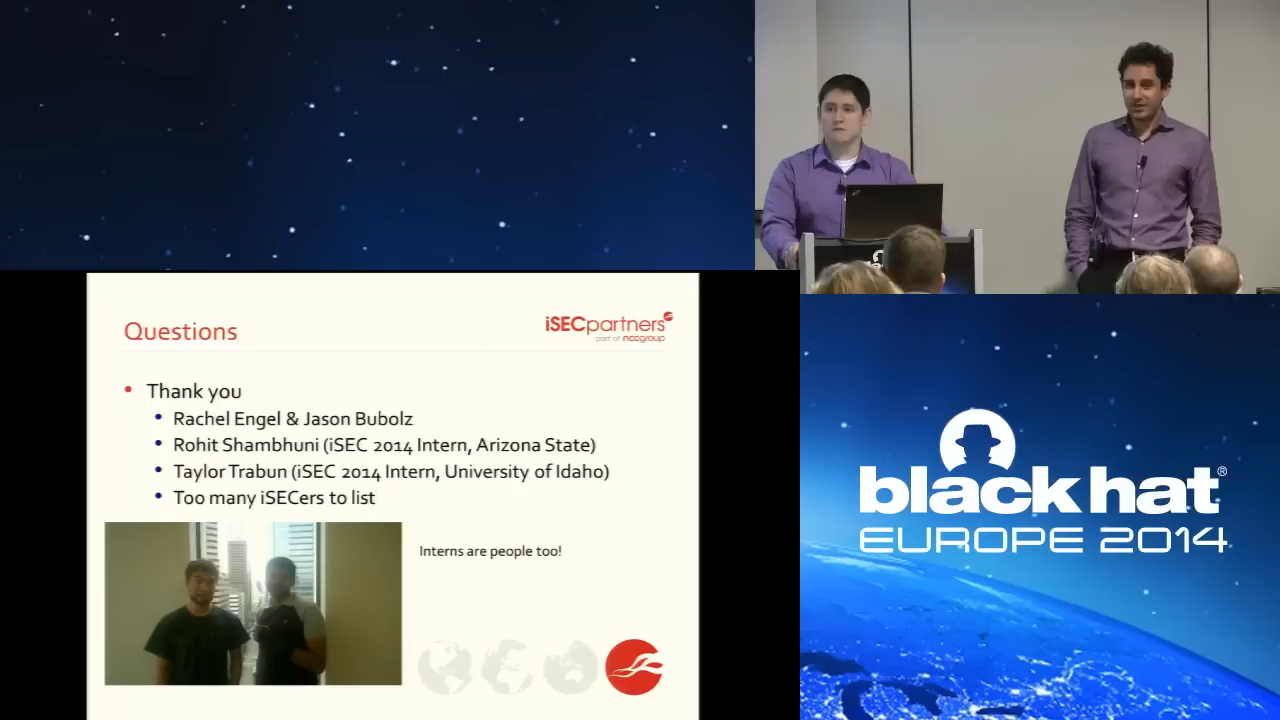 Questions
iSECpartners
part of nccgroup
Thank you
Rachel Engel & Jason Bubolz
Rohit Shambhuni (iSEC 2014 Intern, Arizona State)
Taylor Trabun (iSEC 2014 Intern, University of Idaho)
Too many iSECers to list
Interns are people too!
black hat®
EUROPE 2014